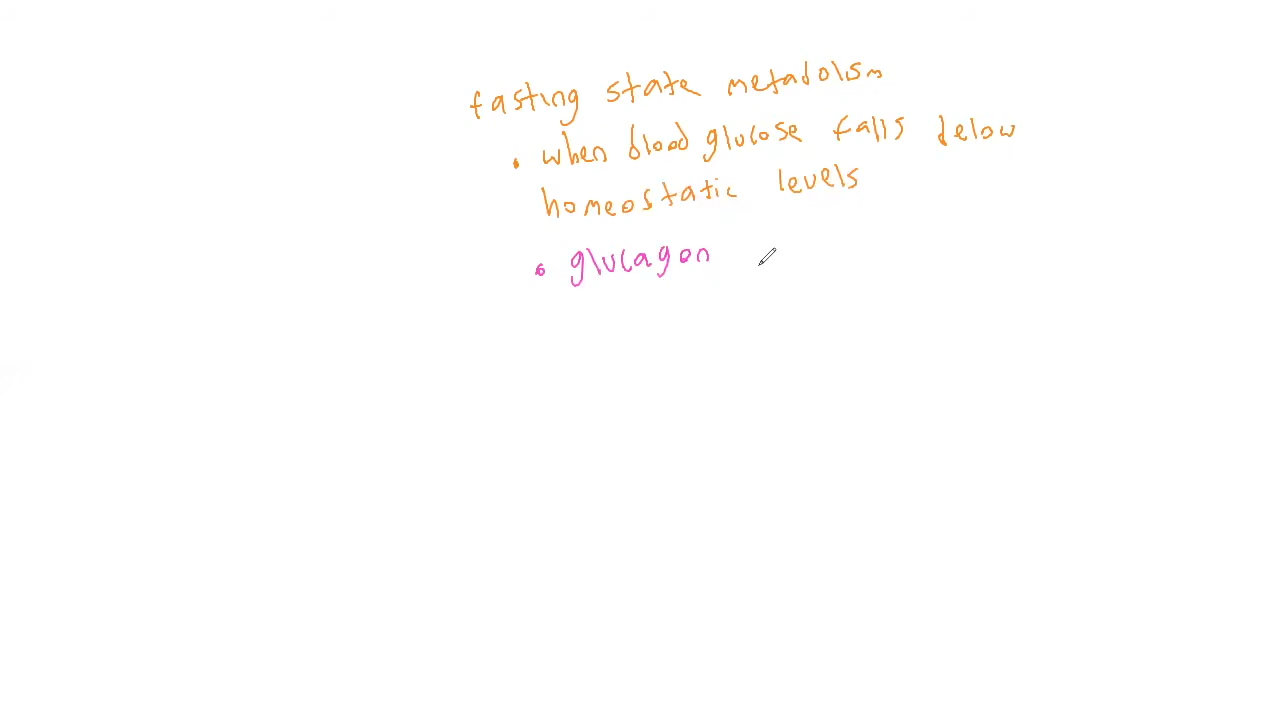 fasting state metabolism
• when blood glucose falls below
homeostatic levels
• glucagon